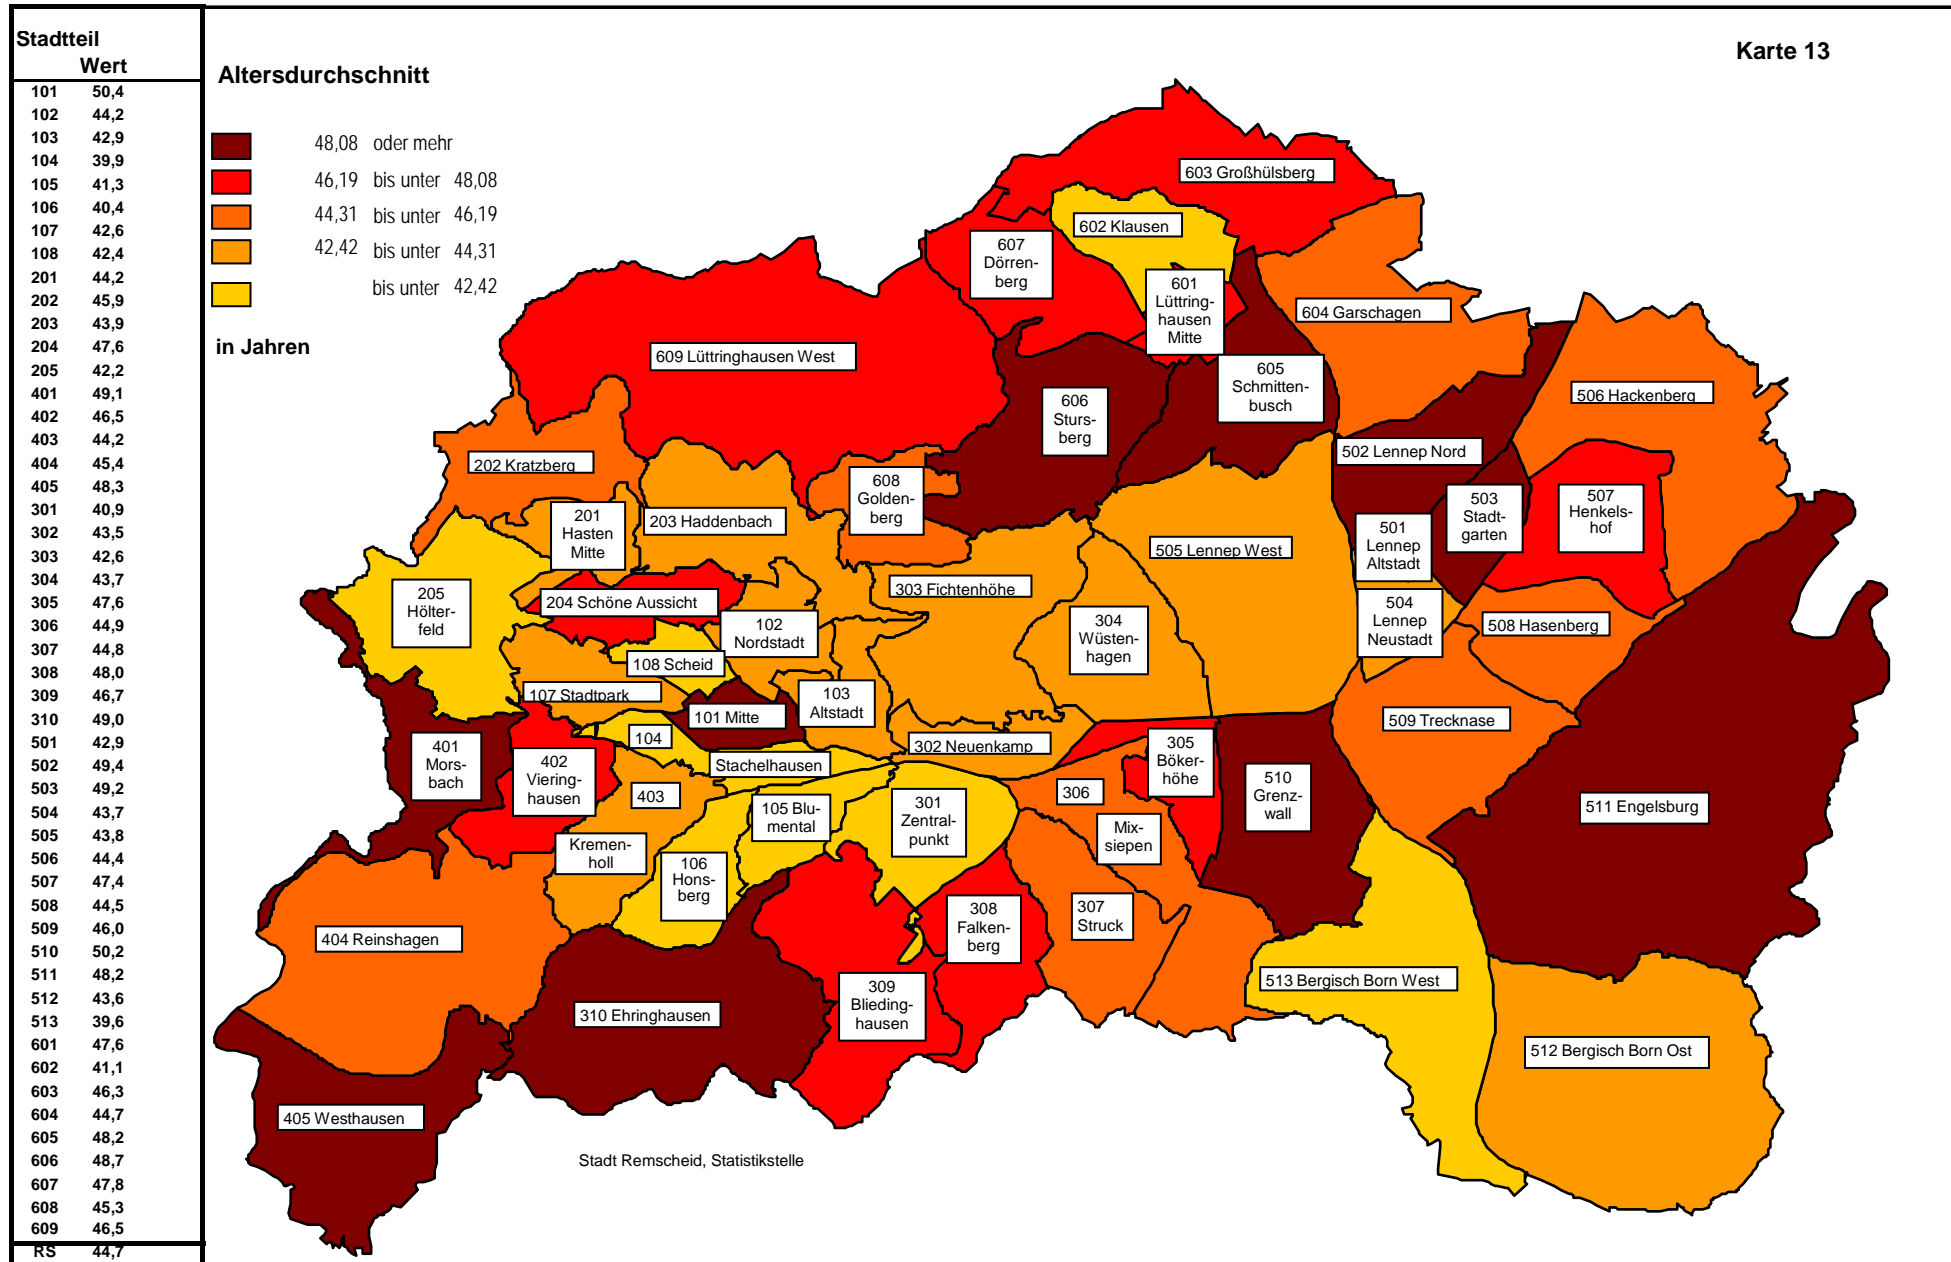 Stadtteil
Wert
101 50,4
102 44,2
103 42,9
104 39,9
105 41,3
106 40,4
107 42,6
108 42,4
201 44,2
202 45,9
203 43,9
204 47,6
205 42,2
401 49,1
402 46,5
403 44,2
404 45,4
405 48,3
301 40,9
302 43,5
303 42,6
304 43,7
305 47,6
306 44,9
307 44,8
308 48,0
309 46,7
310 49,0
501 42,9
502 49,4
503 49,2
504 43,7
505 43,8
506 44,4
507 47,4
508 44,5
509 46,0
510 50,2
511 48,2
512 43,6
513 39,6
601 47,6
602 41,1
603 46,3
604 44,7
605 48,2
606 48,7
607 47,8
608 45,3
609 46,5
RS 44,7
Karte 13
Altersdurchschnitt
48,08 oder mehr
46,19 bis unter 48,08
44,31 bis unter 46,19
42,42 bis unter 44,31
bis unter 42,42
in Jahren
603 Großhülsberg
602 Klausen
607
Dörren-
berg
601
Lüttring-
hausen
Mitte
604 Garschagen
609 Lüttringhausen West
605
Schmitten-
busch
606
Sturs-
berg
506 Hackenberg
502 Lennep Nord
202 Kratzberg
608
Golden-
berg
503
Stadt-
garten
507
Henkels-
hof
201
Hasten
Mitte
203 Haddenbach
501
Lennep
Altstadt
505 Lennep West
205
Hölter-
feld
303 Fichtenhöhe
204 Schöne Aussicht
102
Nordstadt
304
Wüsten-
hagen
504
Lennep
Neustadt
508 Hasenberg
108 Scheid
107 Stadtpark
103
Altstadt
101 Mitte
509 Trecknase
104
Stachelhausen
302 Neuenkamp
305
Böker-
höhe
401
Mors-
bach
402
Viering-
hausen
403
Kremen-
holl
105 Blu-
mental
301
Zentral-
punkt
306
Mix-
siepen
510
Grenz-
wall
511 Engelsburg
106
Hons-
berg
307
Struck
308
Falken-
berg
404 Reinshagen
309
Blieding-
hausen
513 Bergisch Born West
310 Ehringhausen
512 Bergisch Born Ost
405 Westhausen
Stadt Remscheid, Statistikstelle